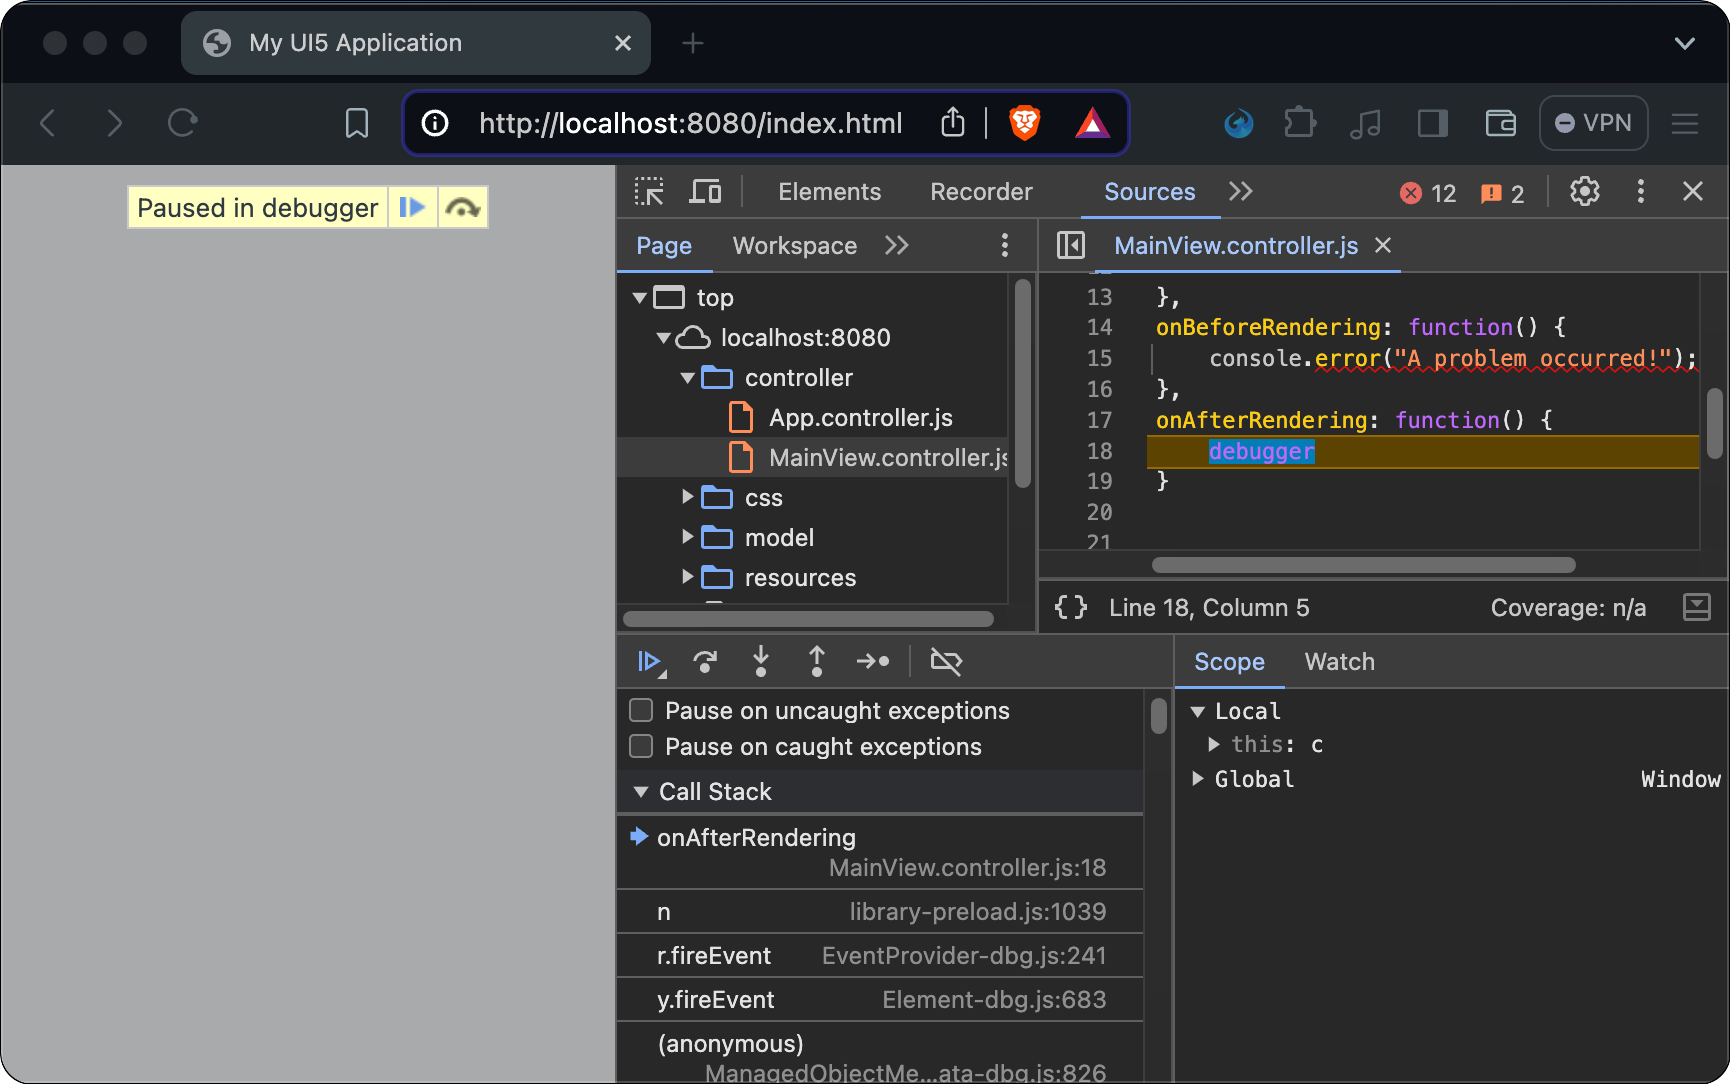 My UI5 Application
http://localhost:8080/index.html
VPN
Paused in debugger
Elements
Recorder
Sources
12
2
Page
Workspace
MainView.controller.js
top
localhost:8080
controller
App.controller.js
MainView.controller.js
css
model
resources
13 },
14 onBeforeRendering: function() {
15 console.error("A problem occurred!");
16 },
17 onAfterRendering: function() {
18 debugger
19 }
20
21
{} Line 18, Column 5
Coverage: n/a
Pause on uncaught exceptions
Pause on caught exceptions
Call Stack
onAfterRendering
MainView.controller.js:18
n library-preload.js:1039
r.fireEvent EventProvider-dbg.js:241
y.fireEvent Element-dbg.js:683
(anonymous)
ManagedObjectMe...ata-dbg.js:826
Scope
Watch
Local
this: c
Global Window